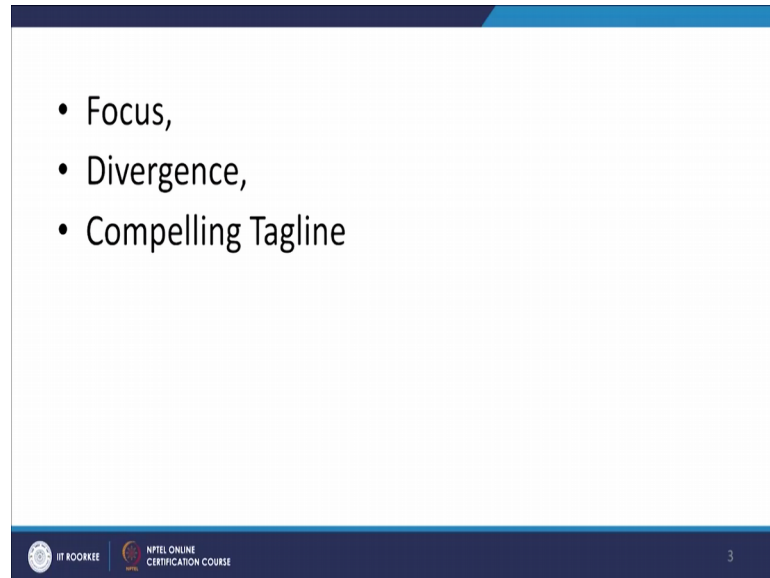 • Focus,
• Divergence,
• Compelling Tagline
IIT ROORKEE
NPTEL ONLINE
CERTIFICATION COURSE
3